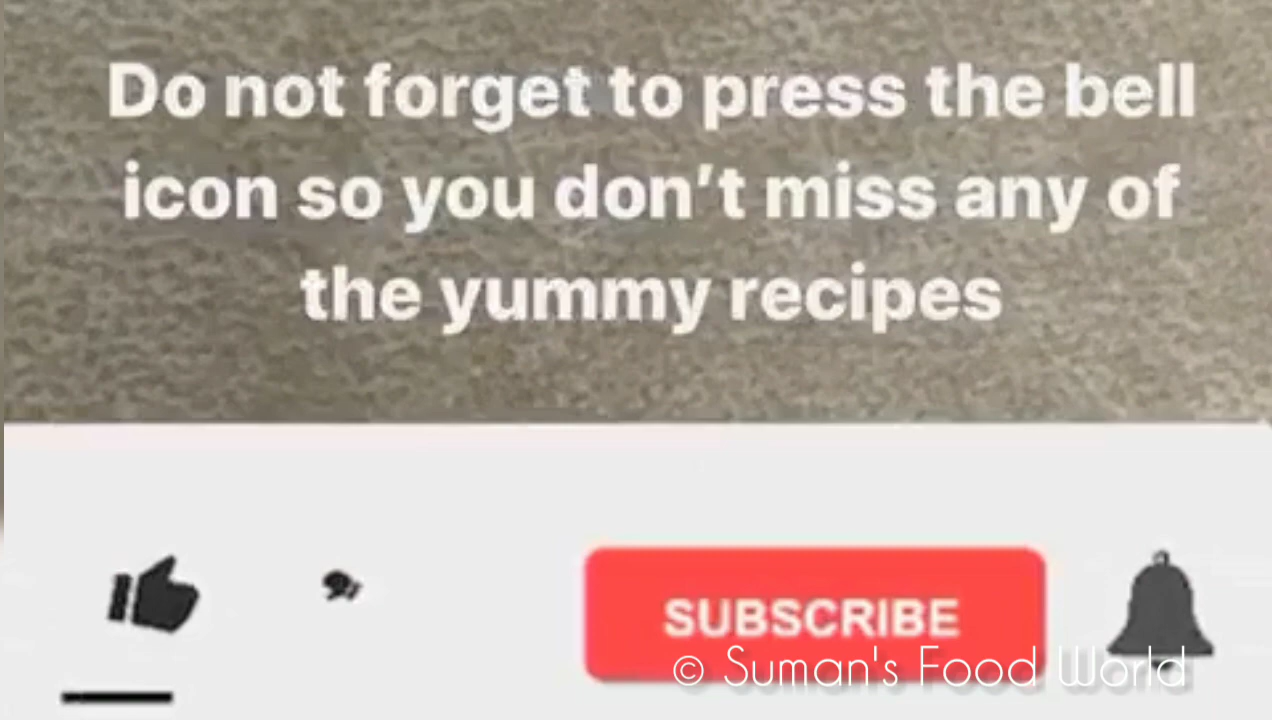 Do not forget to press the bell
icon so you don't miss any of
the yummy recipes
SUBSCRIBE
© Suman's Food World